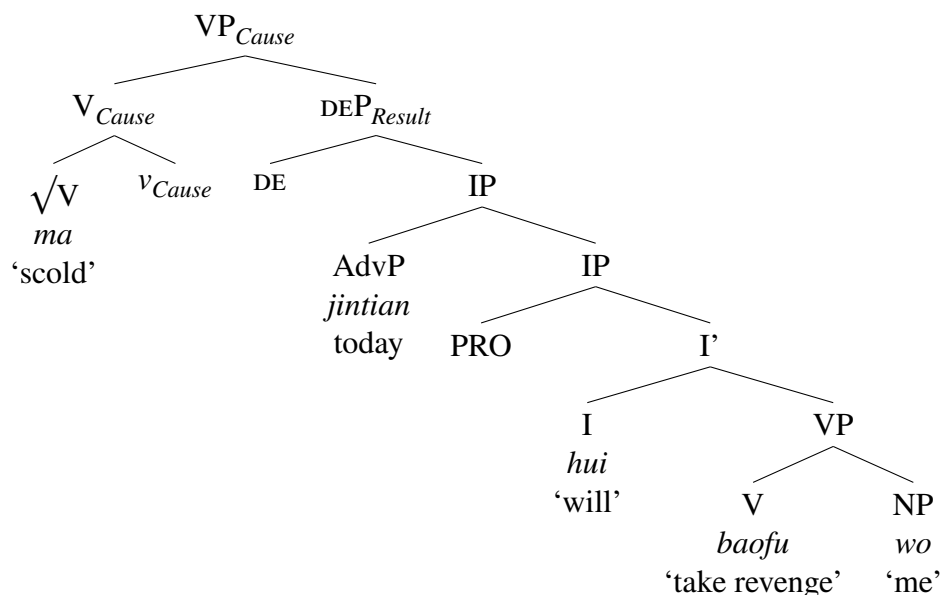 VP_Cause
V_Cause DEP_Result
√V v_Cause DE IP
ma
‘scold’
AdvP IP
jintian
today PRO I’
I VP
hui
‘will’ V NP
baofu wo
‘take revenge’ ‘me’